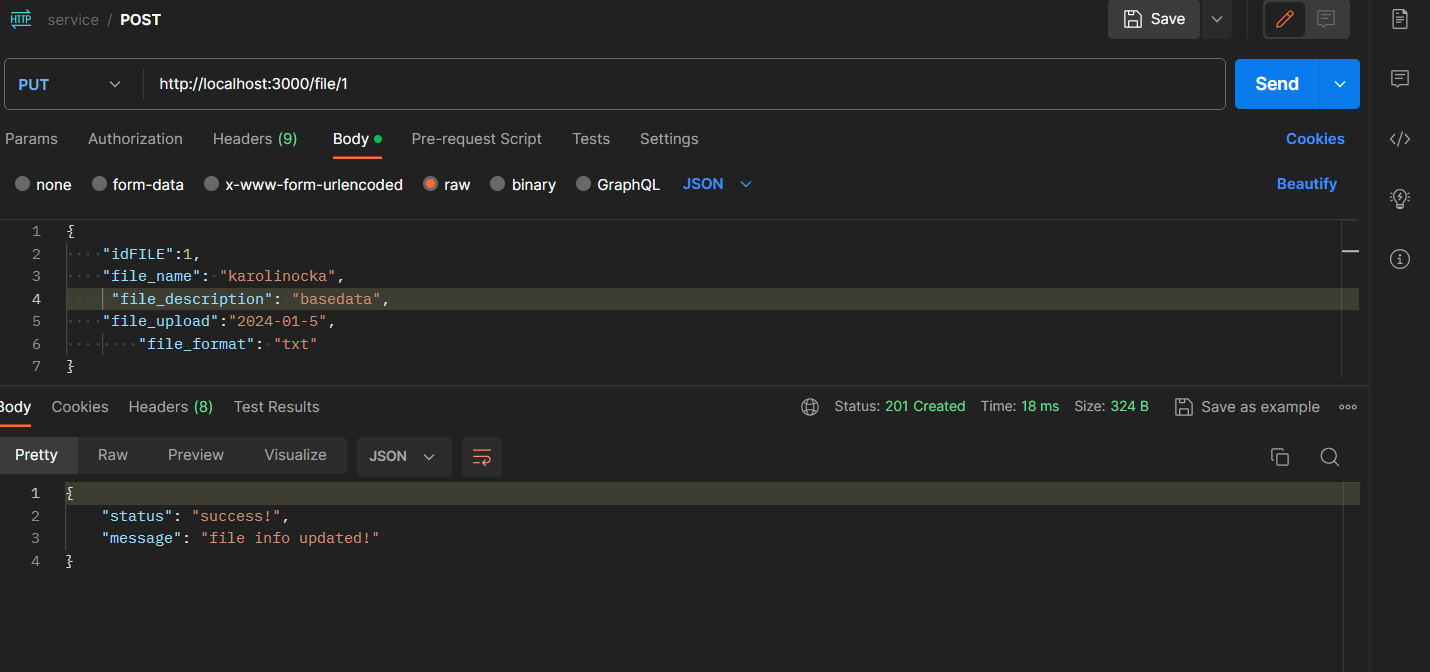 HTTP service / POST Save
PUT http://localhost:3000/file/1 Send
Params Authorization Headers (9) Body Pre-request Script Tests Settings Cookies
none form-data x-www-form-urlencoded raw binary GraphQL JSON Beautify
1 {
2 "idFILE":1,
3 "file_name": "karolinocka",
4 "file_description": "basedata",
5 "file_upload":"2024-01-5",
6 "file_format": "txt"
7 }
Body Cookies Headers (8) Test Results Status: 201 Created Time: 18 ms Size: 324 B Save as example
Pretty Raw Preview Visualize JSON
1 {
2 "status": "success!",
3 "message": "file info updated!"
4 }